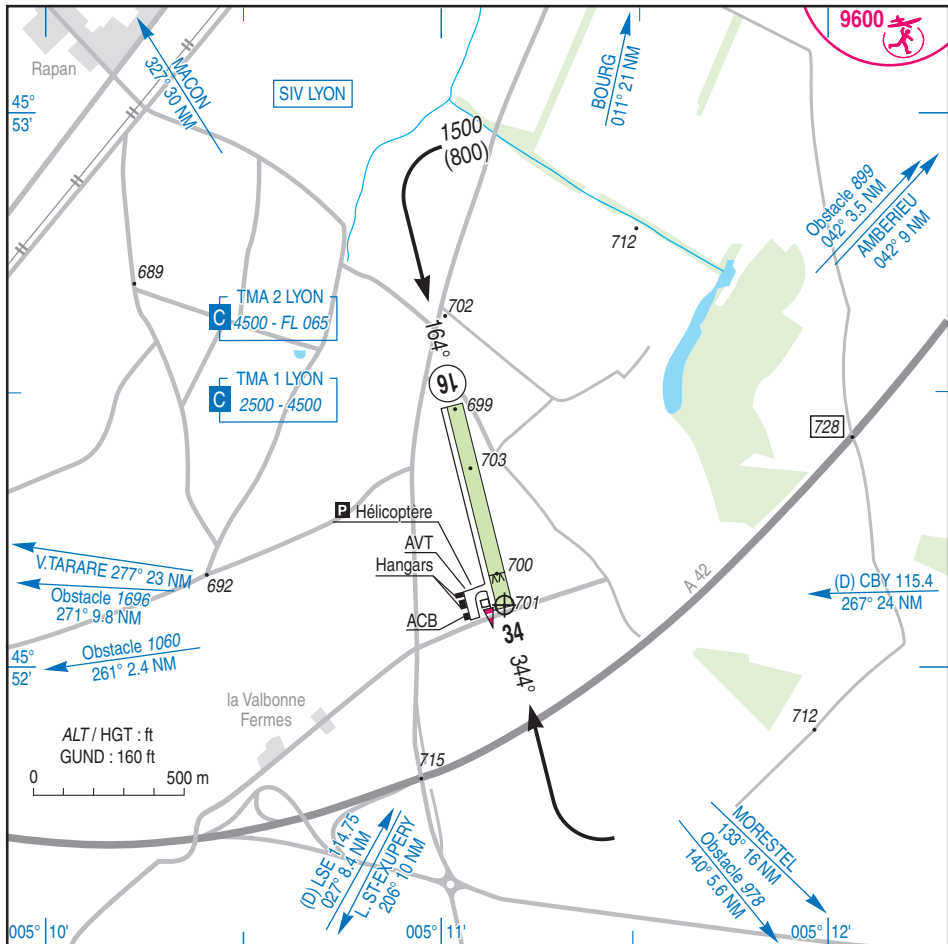 9600
Rapan
MACON
327° 30 NM
SIV LYON
BOURG
011° 21 NM
45°
53'
1500
(800)
Obstacle 899
042° 3.5 NM
AMBERIEU
042° 9 NM
712
689
TMA 2 LYON
C
4500 - FL 065
702
164°
TMA 1 LYON
C
2500 - 4500
16
699
728
703
P Hélicoptère
AVT
Hangars
ACB
700
701
34
344°
A 42
V.TARARE 277° 23 NM
692
Obstacle 1696
271° 9.8 NM
(D) CBY 115.4
267° 24 NM
Obstacle 1060
261° 2.4 NM
45°
52'
la Valbonne
Fermes
712
ALT / HGT : ft
GUND : 160 ft
0 500 m
715
(D) LSE 114.75
027° 8.4 NM
L. ST-EXUPERY
206° 10 NM
MORESTEL
133° 16 NM
Obstacle 978
140° 5.6 NM
005° 10'
005° 11'
005° 12'